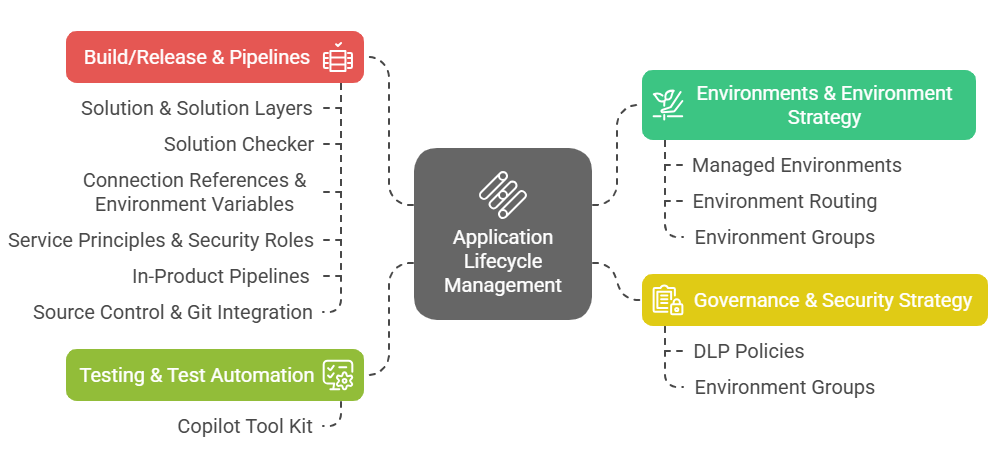 Build/Release & Pipelines
Solution & Solution Layers
Solution Checker
Connection References &
Environment Variables
Service Principles & Security Roles
In-Product Pipelines
Source Control & Git Integration
Testing & Test Automation
Copilot Tool Kit
Application
Lifecycle
Management
Environments & Environment
Strategy
Managed Environments
Environment Routing
Environment Groups
Governance & Security Strategy
DLP Policies
Environment Groups